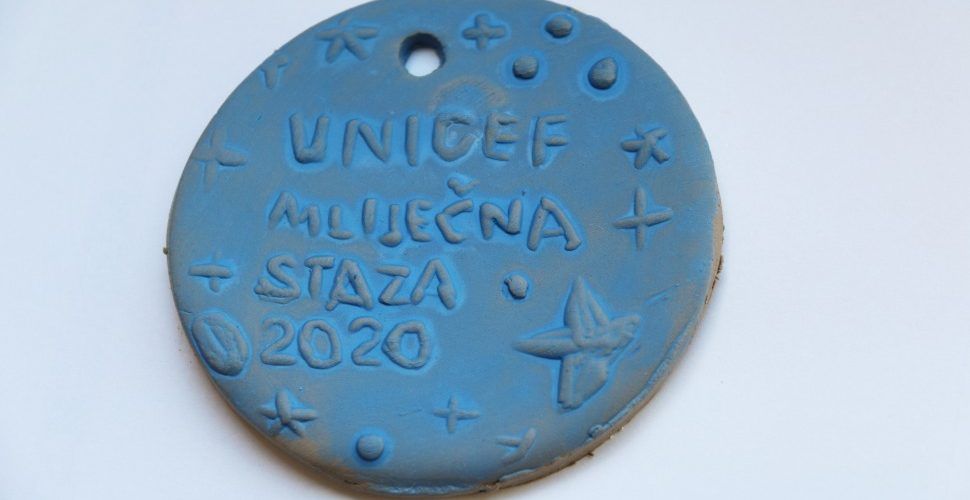 UNICEF
MLIJEČNA
STAZA
2020